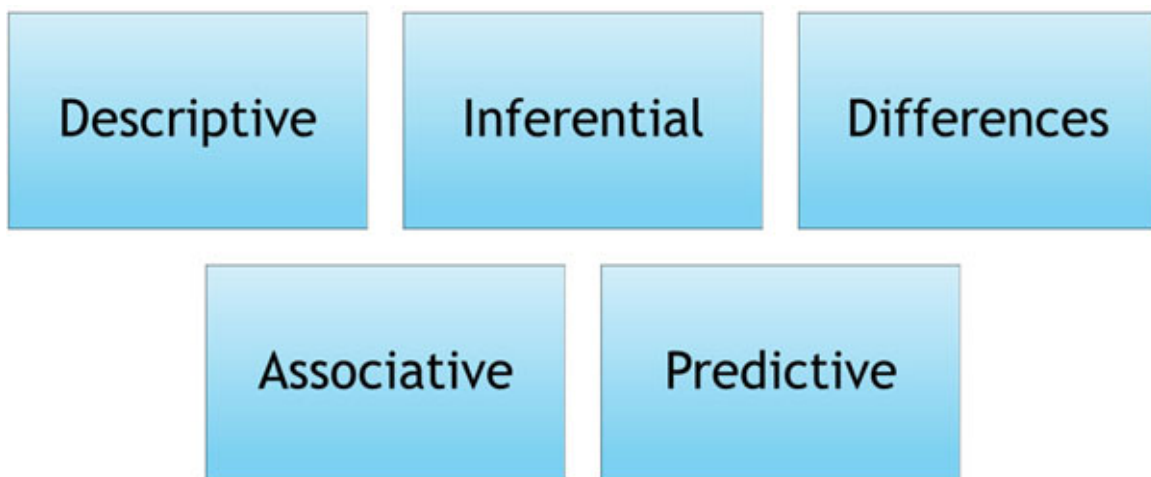 Descriptive
Inferential
Differences
Associative
Predictive